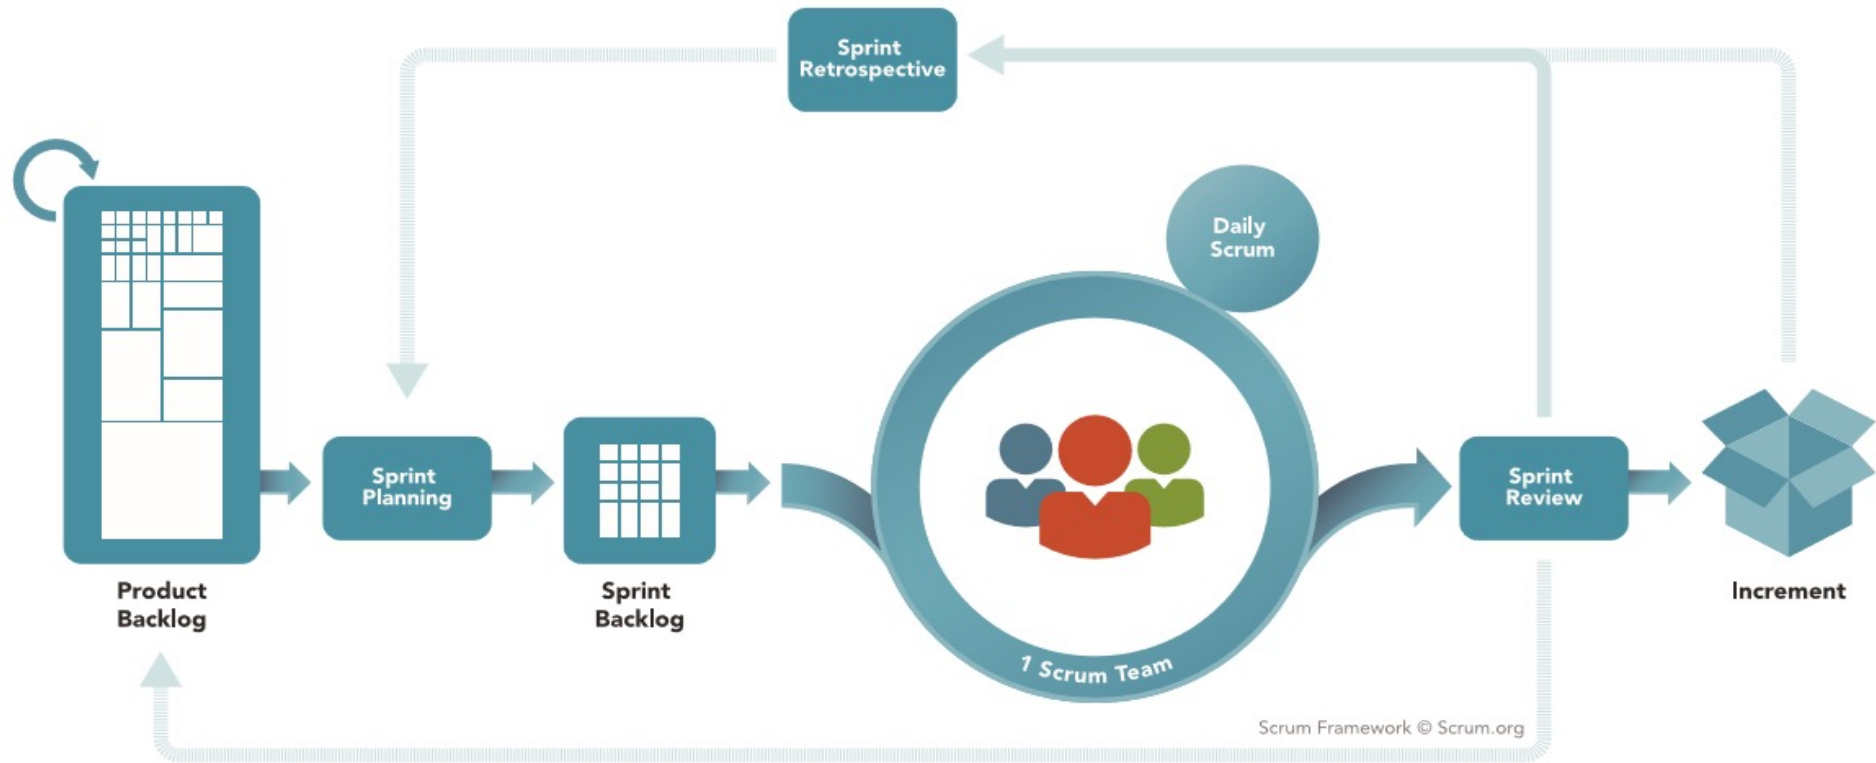 Sprint
Retrospective
Daily
Scrum
Sprint
Planning
Sprint
Review
Product
Backlog
Sprint
Backlog
Increment
1 Scrum Team
Scrum Framework © Scrum.org